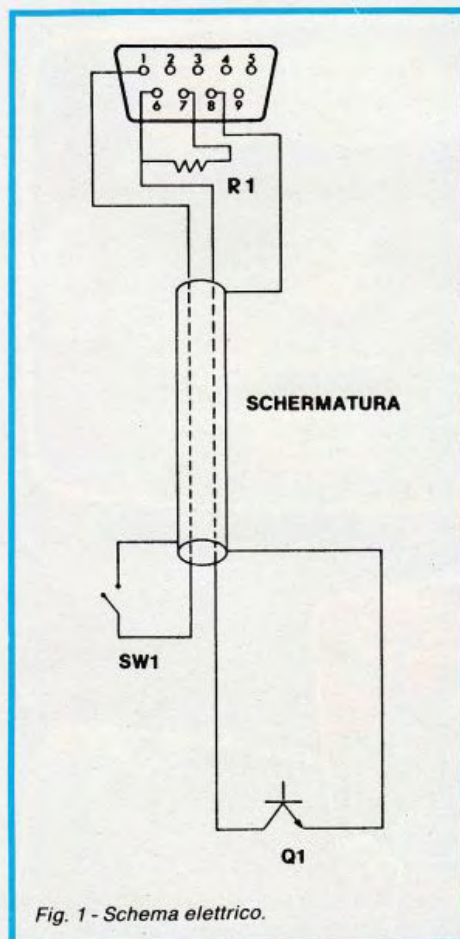 1 2 3 4 5
6 7 8 9
R1
SCHERMATURA
SW1
Q1
Fig. 1 - Schema elettrico.